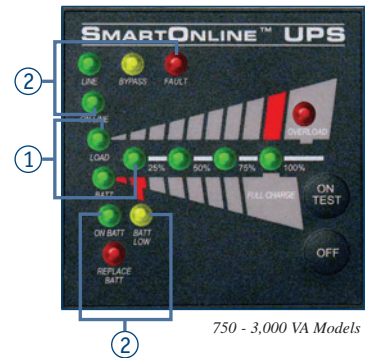 SMARTONLINE™ UPS
2
LINE
BYPASS
FAULT
ON LINE
OVERLOAD
1
LOAD
25%
50%
75%
100%
BATT
FULL CHARGE
ON
TEST
ON BATT
BATT
LOW
OFF
REPLACE
BATT
2
750 - 3,000 VA Models